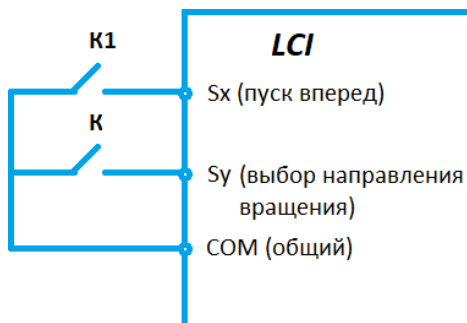 К1
LCI
Sx (пуск вперед)
К
Sy (выбор направления
вращения)
COM (общий)